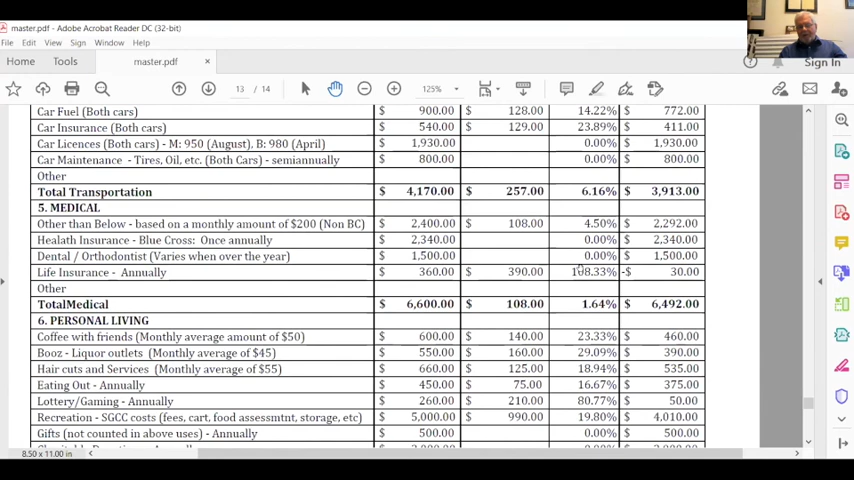 master.pdf - Adobe Acrobat Reader DC (32-bit)
File Edit View Sign Window Help
Home Tools master.pdf × Sign In
13 / 14 125%
Car Fuel (Both cars) $ 900.00 $ 128.00 14.22% $ 772.00
Car Insurance (Both cars) $ 540.00 $ 129.00 23.89% $ 411.00
Car Licences (Both cars) - M: 950 (August), B: 980 (April) $ 1,930.00 0.00% $ 1,930.00
Car Maintenance - Tires, Oil, etc. (Both Cars) - semiannually $ 800.00 0.00% $ 800.00
Other
Total Transportation $ 4,170.00 $ 257.00 6.16% $ 3,913.00
5. MEDICAL
Other than Below - based on a monthly amount of $200 (Non BC) $ 2,400.00 $ 108.00 4.50% $ 2,292.00
Healath Insurance - Blue Cross: Once annually $ 2,340.00 0.00% $ 2,340.00
Dental / Orthodontist (Varies when over the year) $ 1,500.00 0.00% $ 1,500.00
Life Insurance - Annually $ 360.00 $ 390.00 108.33% -$ 30.00
Other
TotalMedical $ 6,600.00 $ 108.00 1.64% $ 6,492.00
6. PERSONAL LIVING
Coffee with friends (Monthly average amount of $50) $ 600.00 $ 140.00 23.33% $ 460.00
Booz - Liquor outlets (Monthly average of $45) $ 550.00 $ 160.00 29.09% $ 390.00
Hair cuts and Services (Monthly average of $55) $ 660.00 $ 125.00 18.94% $ 535.00
Eating Out - Annually $ 450.00 $ 75.00 16.67% $ 375.00
Lottery/Gaming - Annually $ 260.00 $ 210.00 80.77% $ 50.00
Recreation - SGCC costs (fees, cart, food assessmtnt, storage, etc) $ 5,000.00 $ 990.00 19.80% $ 4,010.00
Gifts (not counted in above uses) - Annually $ 500.00 0.00% $ 500.00
8.50 x 11.00 in